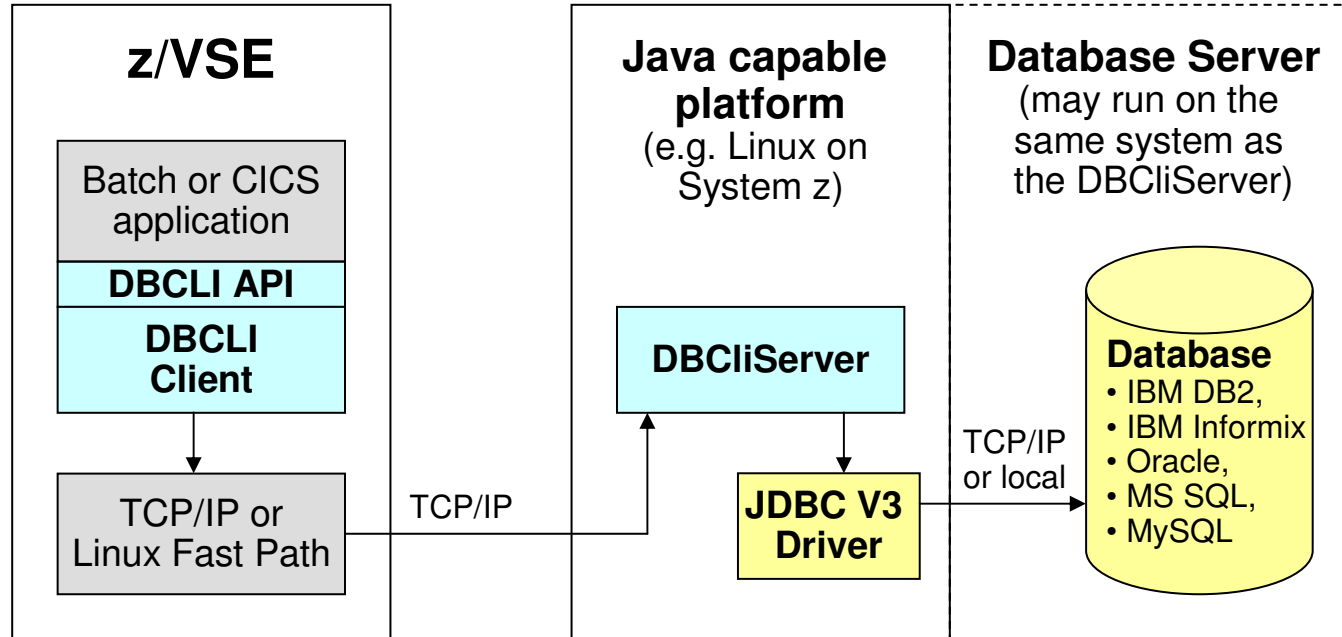 z/VSE
Batch or CICS
application
DBCLI API
DBCLI
Client
TCP/IP or
Linux Fast Path
TCP/IP
Java capable
platform
(e.g. Linux on
System z)
DBCliServer
JDBC V3
Driver
TCP/IP
or local
Database Server
(may run on the
same system as
the DBCliServer)
Database
• IBM DB2,
• IBM Informix
• Oracle,
• MS SQL,
• MySQL